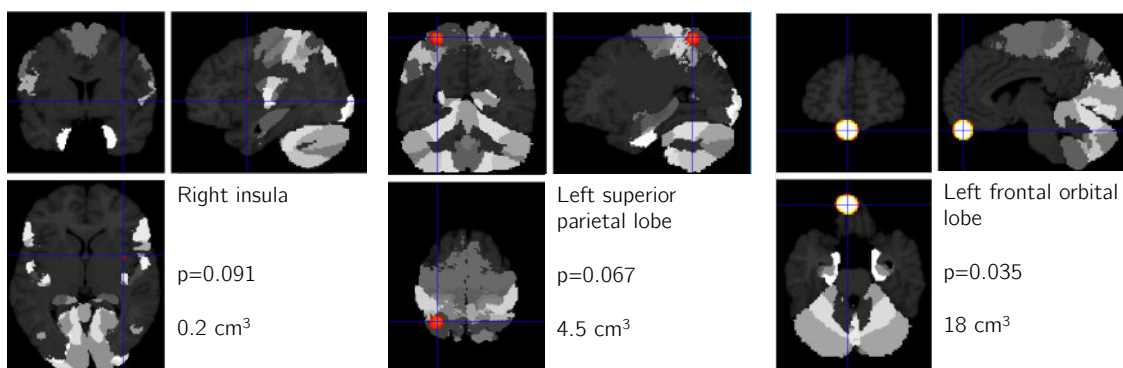 Right insula
p=0.091
0.2 cm³
Left superior
parietal lobe
p=0.067
4.5 cm³
Left frontal orbital
lobe
p=0.035
18 cm³